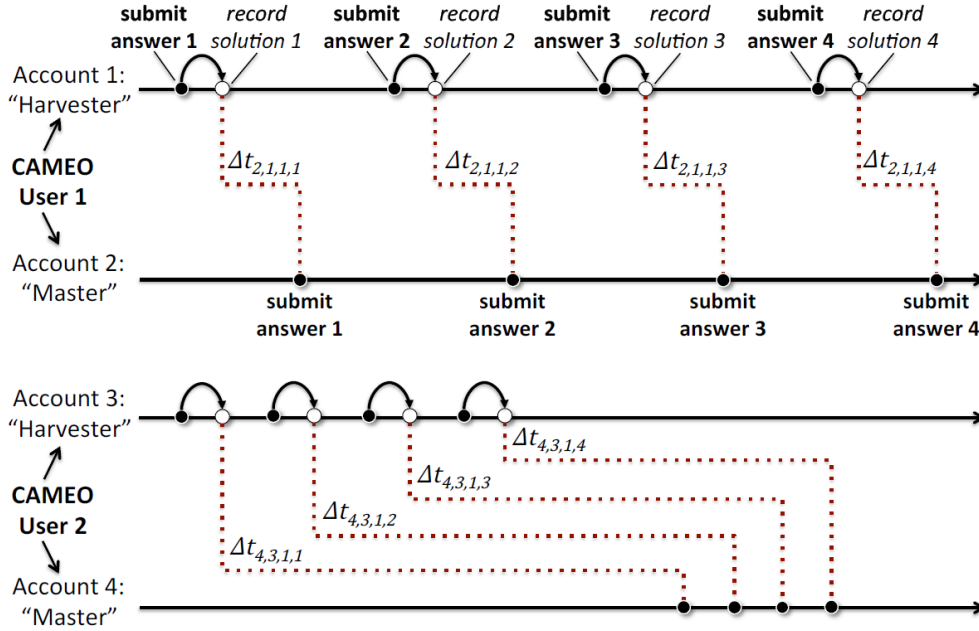 submit answer 1
record solution 1
submit answer 2
record solution 2
submit answer 3
record solution 3
submit answer 4
record solution 4
Account 1:
"Harvester"
CAMEO
User 1
Account 2:
"Master"
Δt2,1,1,1
Δt2,1,1,2
Δt2,1,1,3
Δt2,1,1,4
submit answer 1
submit answer 2
submit answer 3
submit answer 4
Account 3:
"Harvester"
CAMEO
User 2
Account 4:
"Master"
Δt4,3,1,4
Δt4,3,1,3
Δt4,3,1,2
Δt4,3,1,1